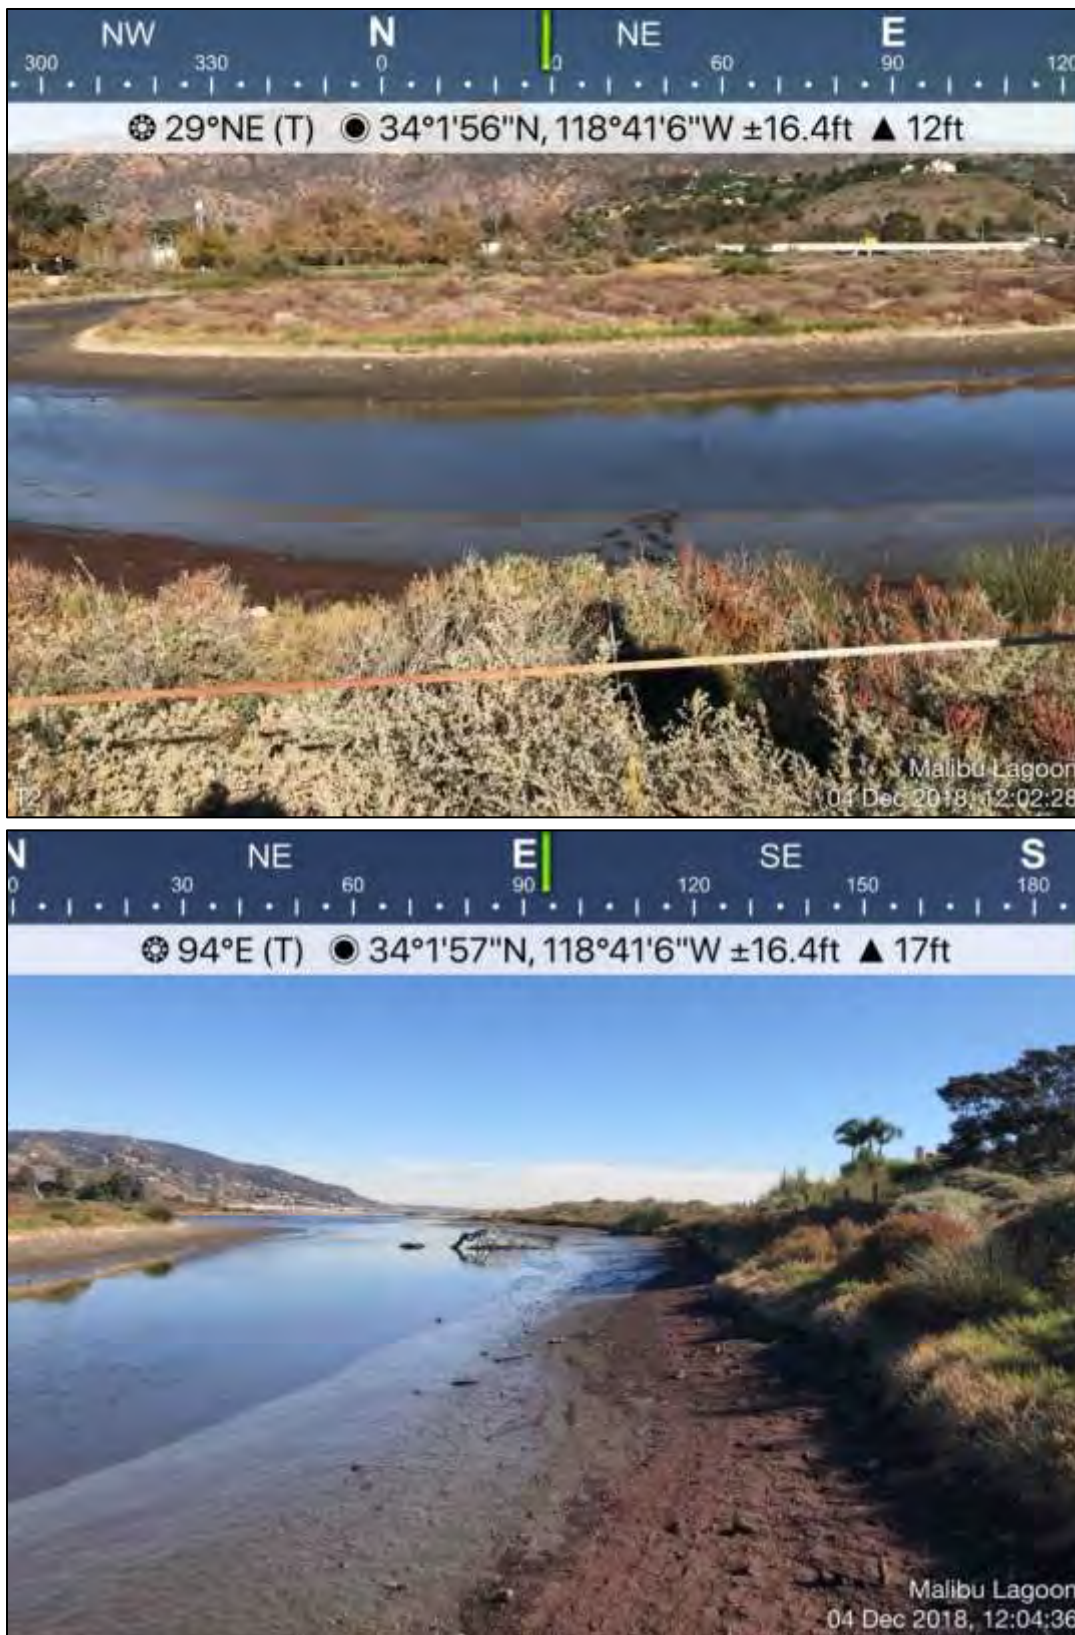 NW N NE E
300 330 0 30 60 90 120
29°NE (T) 34°1'56"N, 118°41'6"W ±16.4ft ▲ 12ft
Malibu Lagoon
T2 04 Dec 2018, 12:02:28
N NE E SE S
0 30 60 90 120 150 180
94°E (T) 34°1'57"N, 118°41'6"W ±16.4ft ▲ 17ft
Malibu Lagoon
04 Dec 2018, 12:04:36